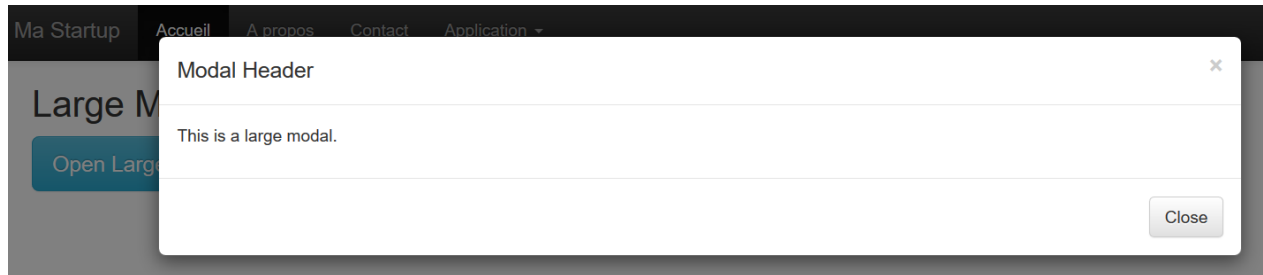 Ma Startup Accueil A propos Contact Application
Modal Header ×
Large M
This is a large modal.
Open Large
Close